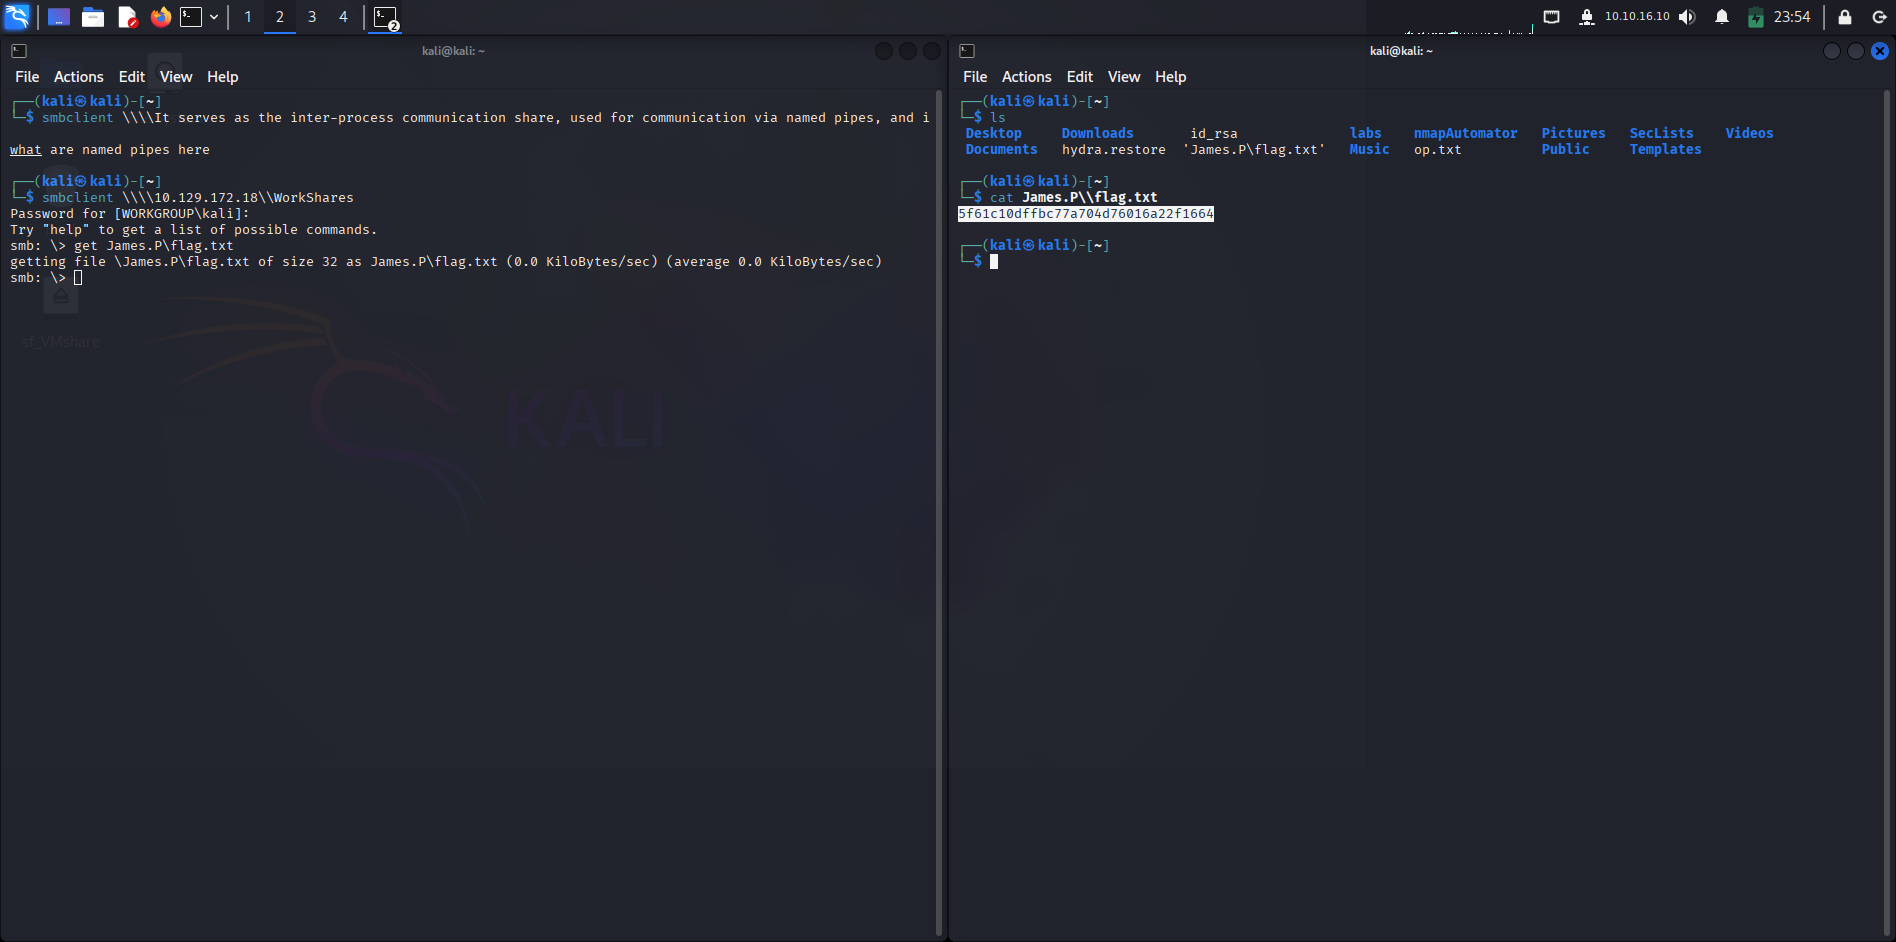 1 2 3 4 2 10.10.16.10 23:54
kali@kali: ~
File Actions Edit View Help
┌──(kali㉿kali)-[~]
└─$ smbclient \\\\It serves as the inter-process communication share, used for communication via named pipes, and i
what are named pipes here
┌──(kali㉿kali)-[~]
└─$ smbclient \\\\10.129.172.18\\WorkShares
Password for [WORKGROUP\kali]:
Try "help" to get a list of possible commands.
smb: \> get James.P\flag.txt
getting file \James.P\flag.txt of size 32 as James.P\flag.txt (0.0 KiloBytes/sec) (average 0.0 KiloBytes/sec)
smb: \>
sf_VMshare
KALI
kali@kali: ~
File Actions Edit View Help
┌──(kali㉿kali)-[~]
└─$ ls
Desktop Downloads id_rsa labs nmapAutomator Pictures SecLists Videos
Documents hydra.restore 'James.P\flag.txt' Music op.txt Public Templates
┌──(kali㉿kali)-[~]
└─$ cat James.P\\flag.txt
5f61c10dffbc77a704d76016a22f1664
┌──(kali㉿kali)-[~]
└─$